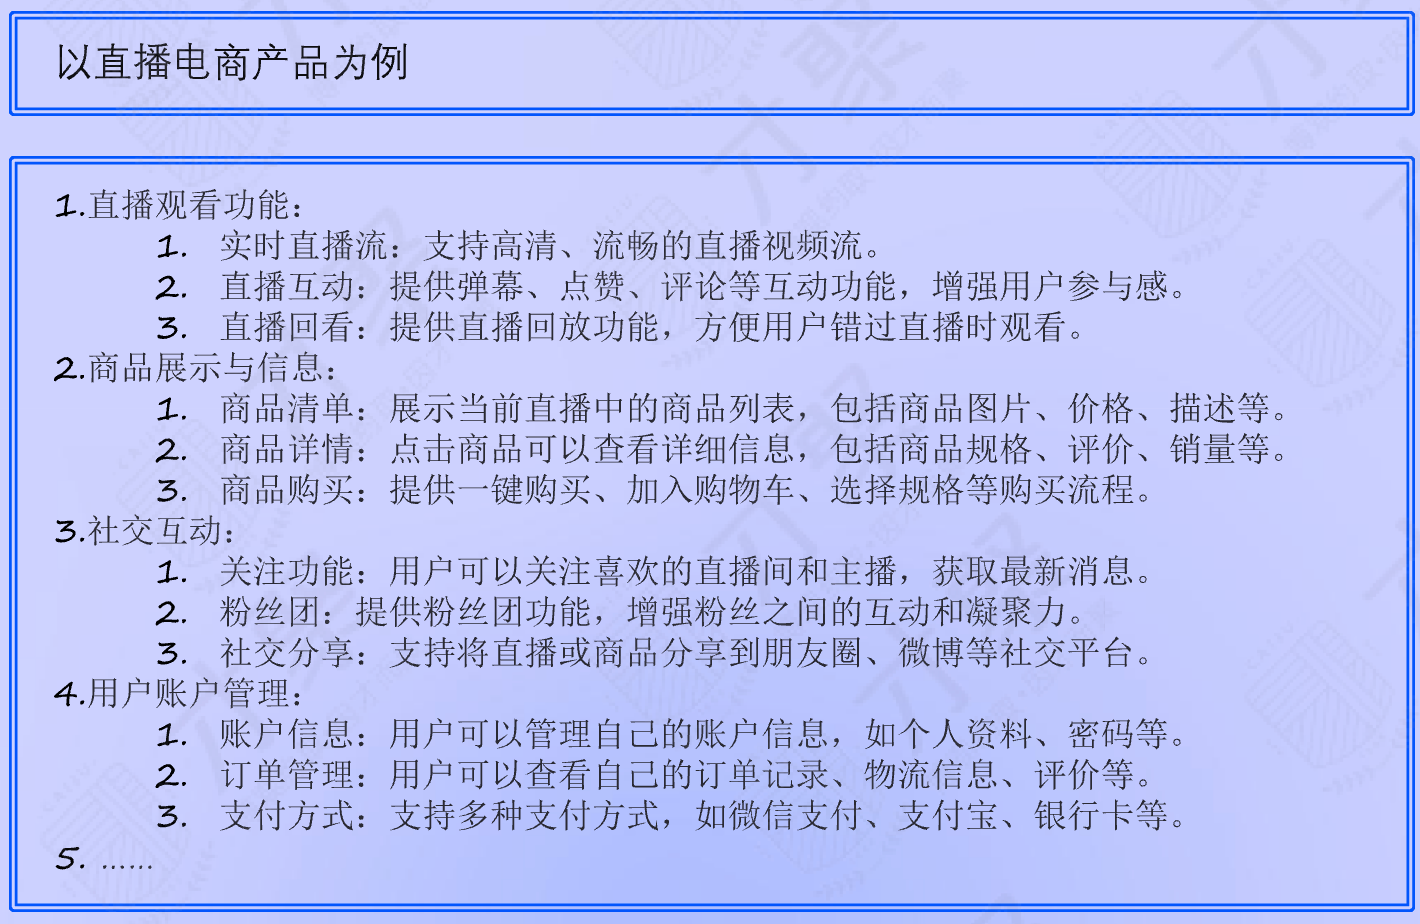 以直播电商产品为例
1.直播观看功能：
1. 实时直播流：支持高清、流畅的直播视频流。
2. 直播互动：提供弹幕、点赞、评论等互动功能，增强用户参与感。
3. 直播回看：提供直播回放功能，方便用户错过直播时观看。
2.商品展示与信息：
1. 商品清单：展示当前直播中的商品列表，包括商品图片、价格、描述等。
2. 商品详情：点击商品可以查看详细信息，包括商品规格、评价、销量等。
3. 商品购买：提供一键购买、加入购物车、选择规格等购买流程。
3.社交互动：
1. 关注功能：用户可以关注喜欢的直播间和主播，获取最新消息。
2. 粉丝团：提供粉丝团功能，增强粉丝之间的互动和凝聚力。
3. 社交分享：支持将直播或商品分享到朋友圈、微博等社交平台。
4.用户账户管理：
1. 账户信息：用户可以管理自己的账户信息，如个人资料、密码等。
2. 订单管理：用户可以查看自己的订单记录、物流信息、评价等。
3. 支付方式：支持多种支付方式，如微信支付、支付宝、银行卡等。
5. ……